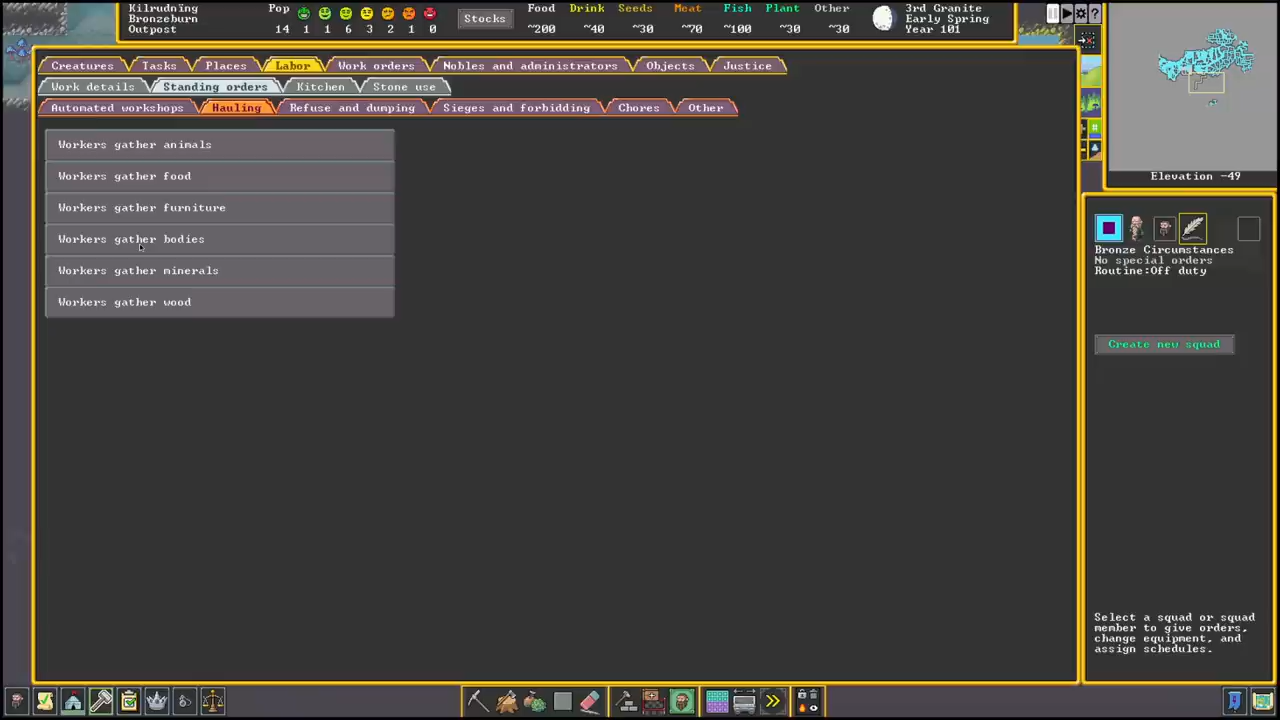 Kilrudning
Bronzeburn
Outpost
Pop
14 1 1 6 3 2 1 0
Stocks
Food Drink Seeds Meat Fish Plant Other
~200 ~40 ~30 ~70 ~100 ~30 ~30
3rd Granite
Early Spring
Year 101
?
Elevation -49
Creatures Tasks Places Labor Work orders Nobles and administrators Objects Justice
Work details Standing orders Kitchen Stone use
Automated workshops Hauling Refuse and dumping Sieges and forbidding Chores Other
Workers gather animals
Workers gather food
Workers gather furniture
Workers gather bodies
Workers gather minerals
Workers gather wood
Bronze Circumstances
No special orders
Routine:Off duty
Create new squad
Select a squad or squad
member to give orders,
change equipment, and
assign schedules.